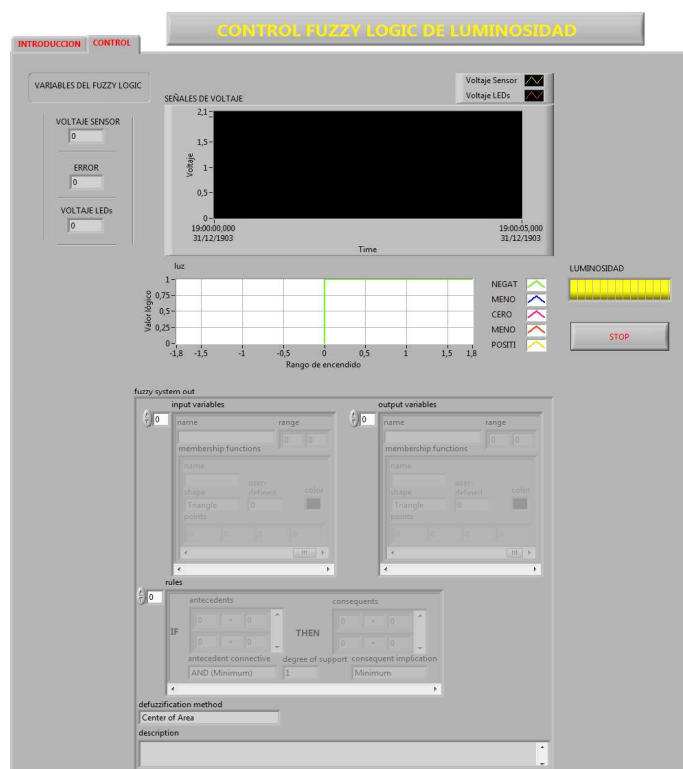 CONTROL FUZZY LOGIC DE LUMINOSIDAD
INTRODUCCION CONTROL
VARIABLES DEL FUZZY LOGIC
VOLTAJE SENSOR
0
ERROR
0
VOLTAJE LEDs
0
Voltaje Sensor
Voltaje LEDs
SEÑALES DE VOLTAJE
Voltaje
2,1
1,5
1
0,5
0
19:00:00,000
31/12/1903
19:00:05,000
31/12/1903
Time
luz
Valor lógico
1
0,75
0,5
0,25
0
-1,8 -1,5 -1 -0,5 0 0,5 1 1,5 1,8
Rango de encendido
NEGAT
MENO
CERO
MENO
POSITI
LUMINOSIDAD
STOP
fuzzy system out
input variables
0
name range
0 0
membership functions
name
shape user-defined color
Triangle 0
points
0 0 0 0
output variables
0
name range
0 0
membership functions
name
shape user-defined color
Triangle 0
points
0 0 0 0
rules
0
antecedents consequents
IF
0 = 0
0 = 0
THEN
0 = 0
0 = 0
antecedent connective degree of support consequent implication
AND (Minimum) 1 Minimum
defuzzification method
Center of Area
description